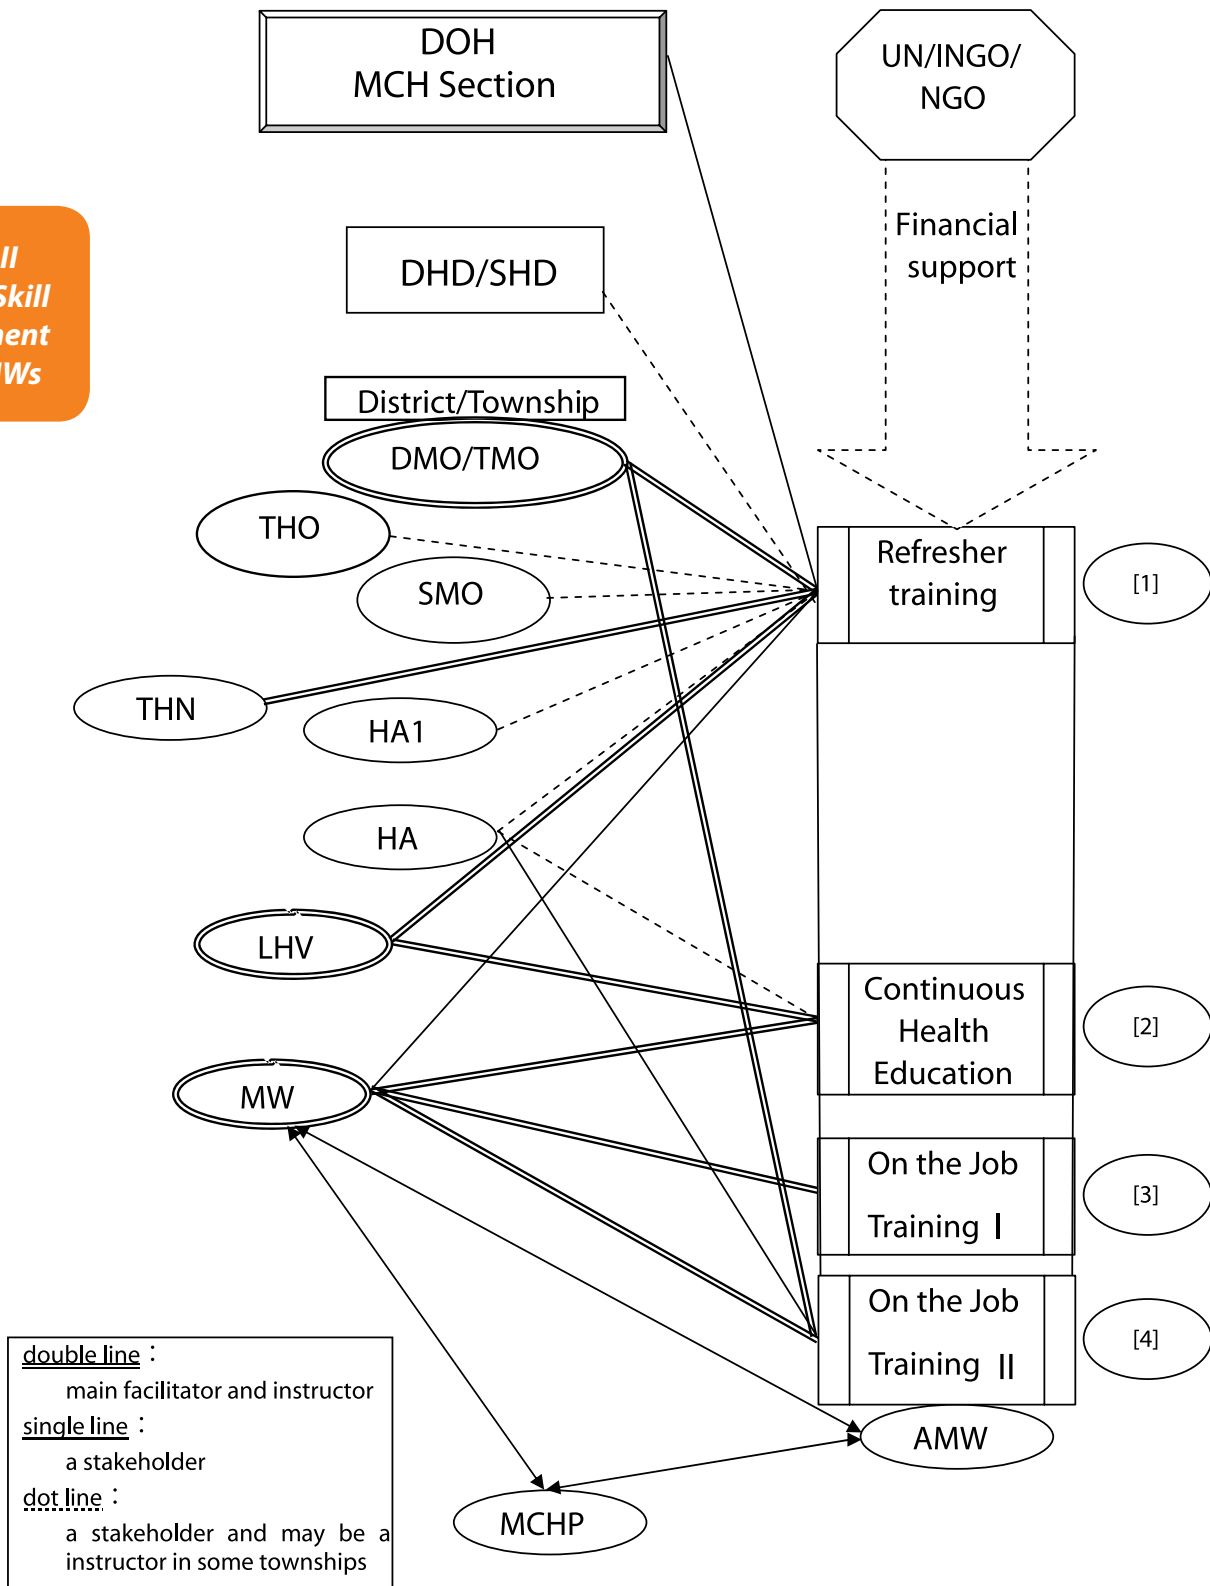 DOH
MCH Section
UN/INGO/
NGO
Financial
support
DHD/SHD
District/Township
DMO/TMO
THO
SMO
THN
HA1
HA
LHV
MW
Refresher
training
[1]
Continuous
Health
Education
[2]
On the Job
Training I
[3]
On the Job
Training II
[4]
AMW
MCHP
double line :
main facilitator and instructor
single line :
a stakeholder
dot line :
a stakeholder and may be a
instructor in some townships
Skill